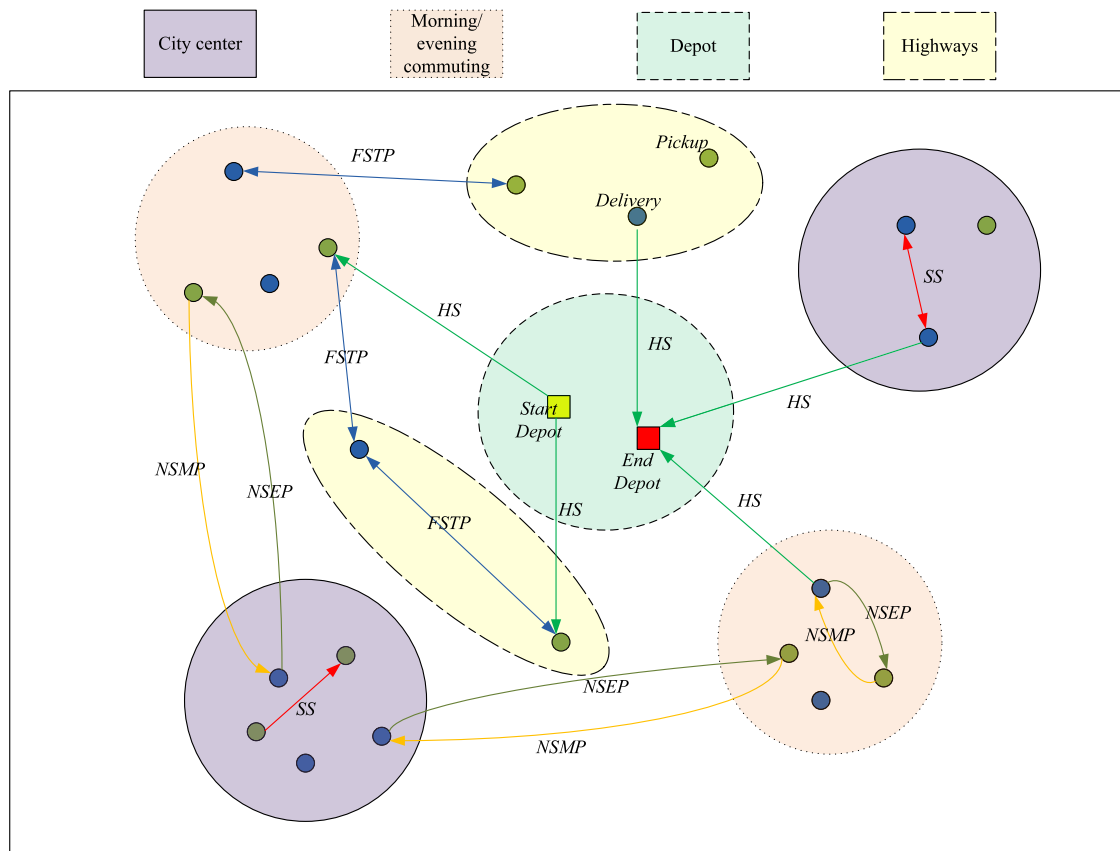 City center
Morning/
evening
commuting
Depot
Highways
FSTP
Pickup
Delivery
SS
HS
HS
FSTP
Start
Depot
HS
End
Depot
NSMP
NSEP
FSTP
HS
HS
NSEP
NSMP
NSEP
SS
NSMP